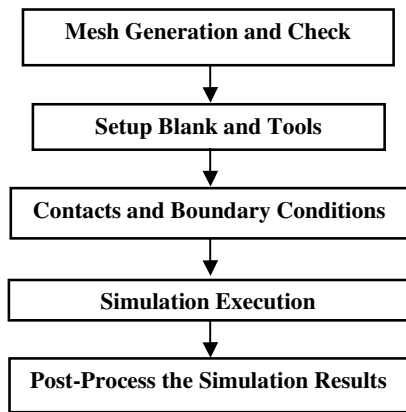 Mesh Generation and Check
Setup Blank and Tools
Contacts and Boundary Conditions
Simulation Execution
Post-Process the Simulation Results